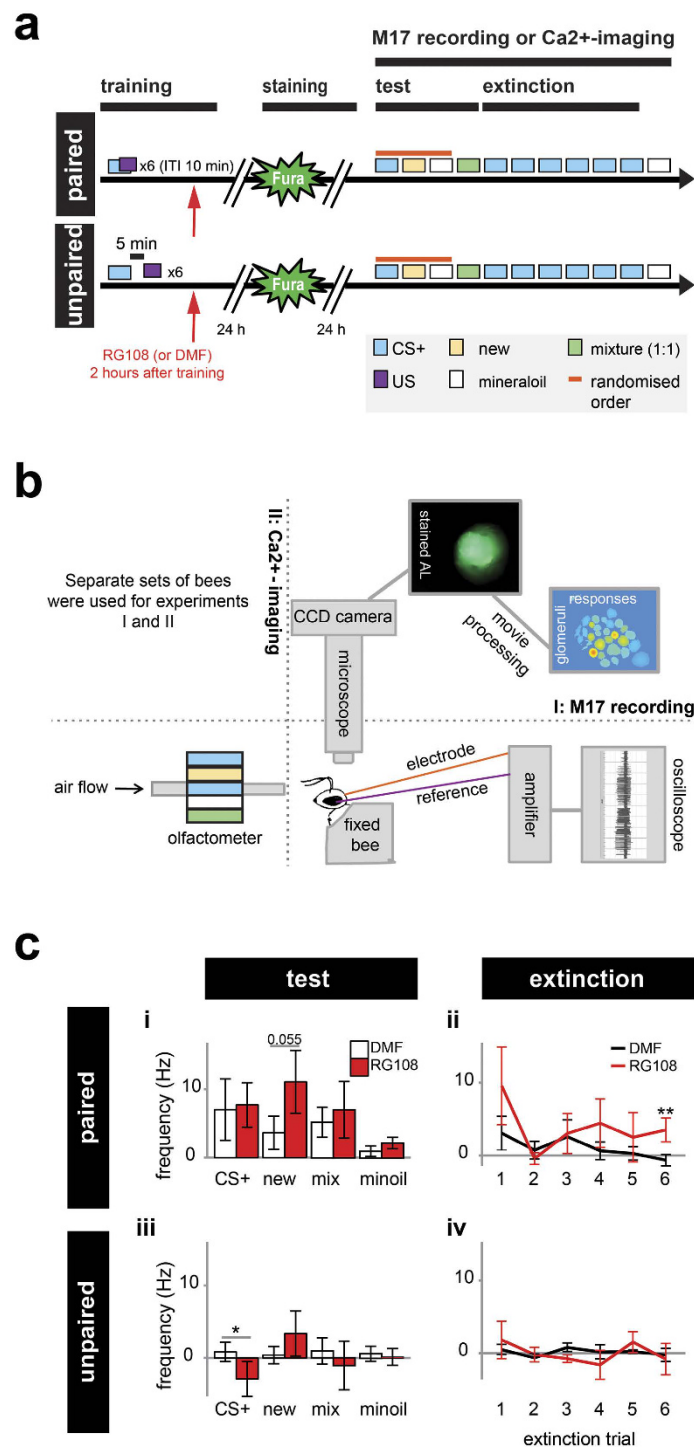 a
M17 recording or Ca2+-imaging
training
staining
test
extinction
paired
x6 (ITI 10 min)
Fura
unpaired
5 min
x6
Fura
24 h
24 h
RG108 (or DMF)
2 hours after training
CS+
new
mixture (1:1)
US
mineraloil
randomised
order
b
Separate sets of bees
were used for experiments
I and II
II: Ca2+- imaging
CCD camera
microscope
stained AL
movie
processing
glomeruli
responses
I: M17 recording
air flow
olfactometer
fixed
bee
electrode
reference
amplifier
oscilloscope
c
test
extinction
paired
i
frequency (Hz)
10
0
0.055
DMF
RG108
CS+ new mix minoil
ii
10
0
DMF
RG108
**
1 2 3 4 5 6
unpaired
iii
frequency (Hz)
10
0
*
CS+ new mix minoil
iv
10
0
1 2 3 4 5 6
extinction trial